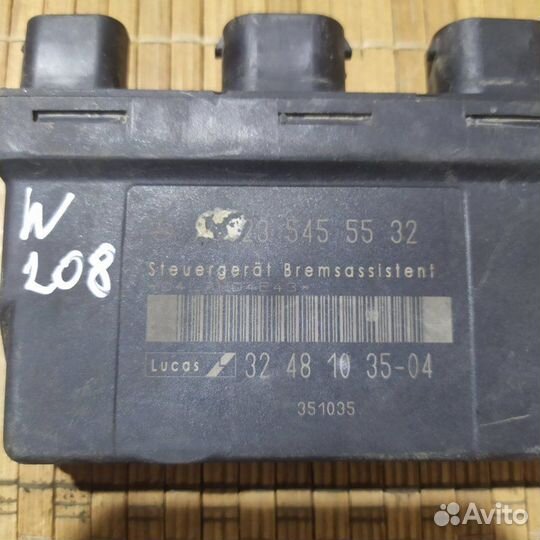 W
208
23 545 55 32
Steuergerät Bremsassistent
Lucas 32 48 10 35-04
351035
Avito